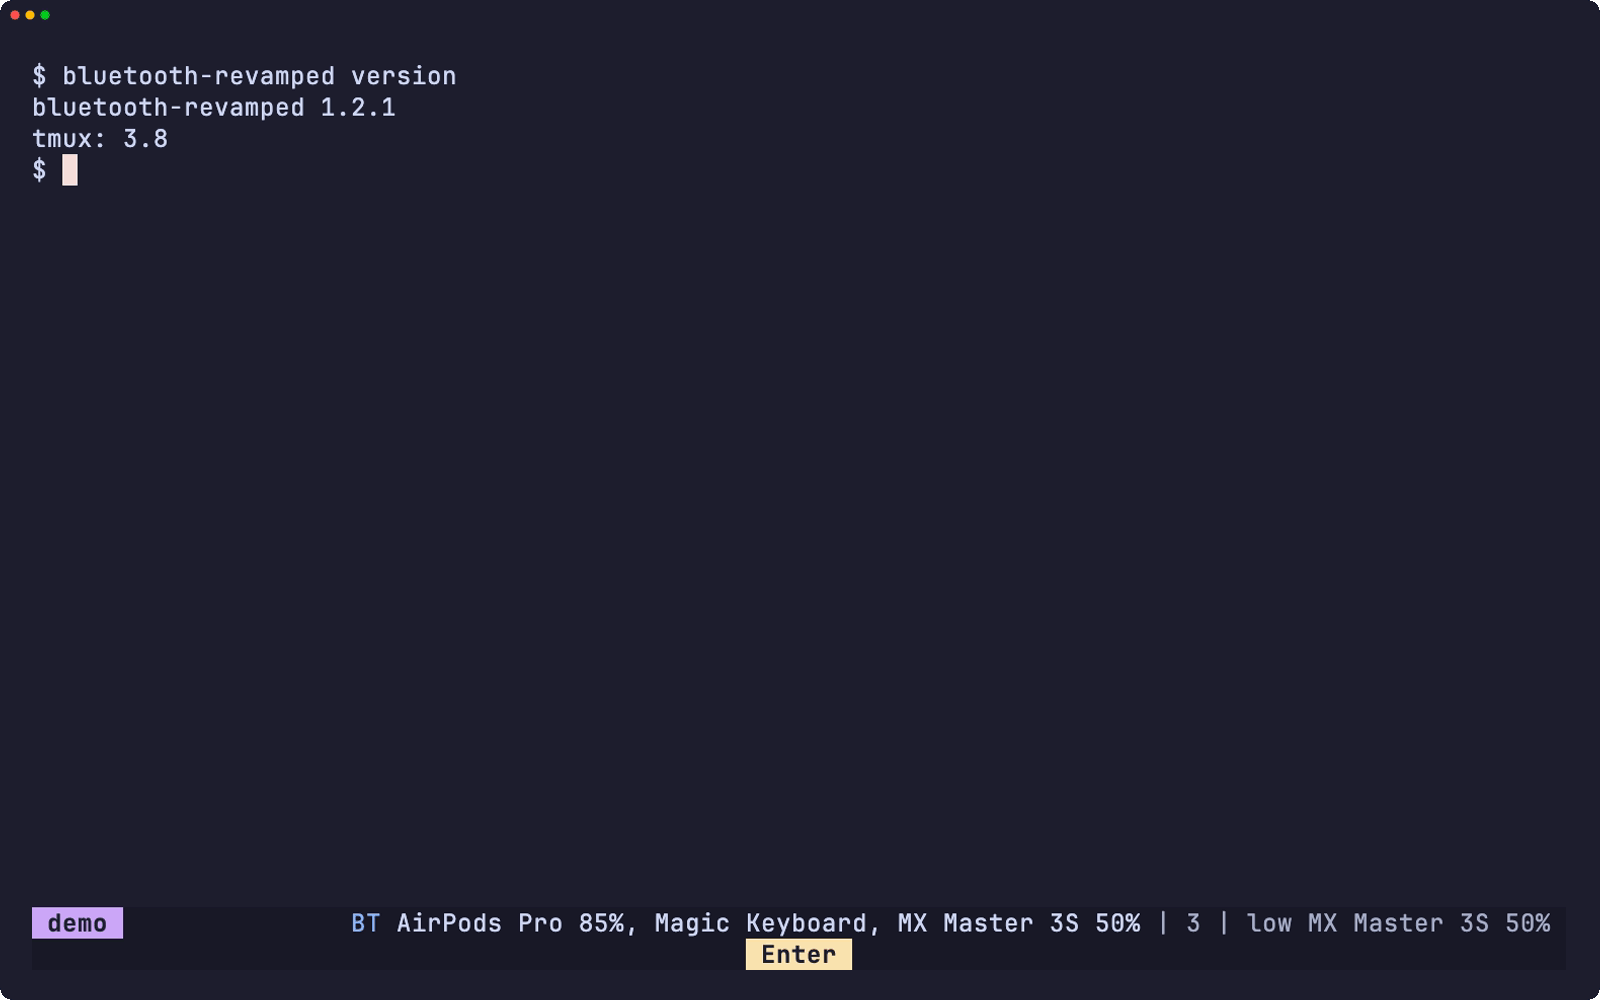 $ bluetooth-revamped version
bluetooth-revamped 1.2.1
tmux: 3.8
$
demo BT AirPods Pro 85%, Magic Keyboard, MX Master 3S 50% | 3 | low MX Master 3S 50%
Enter